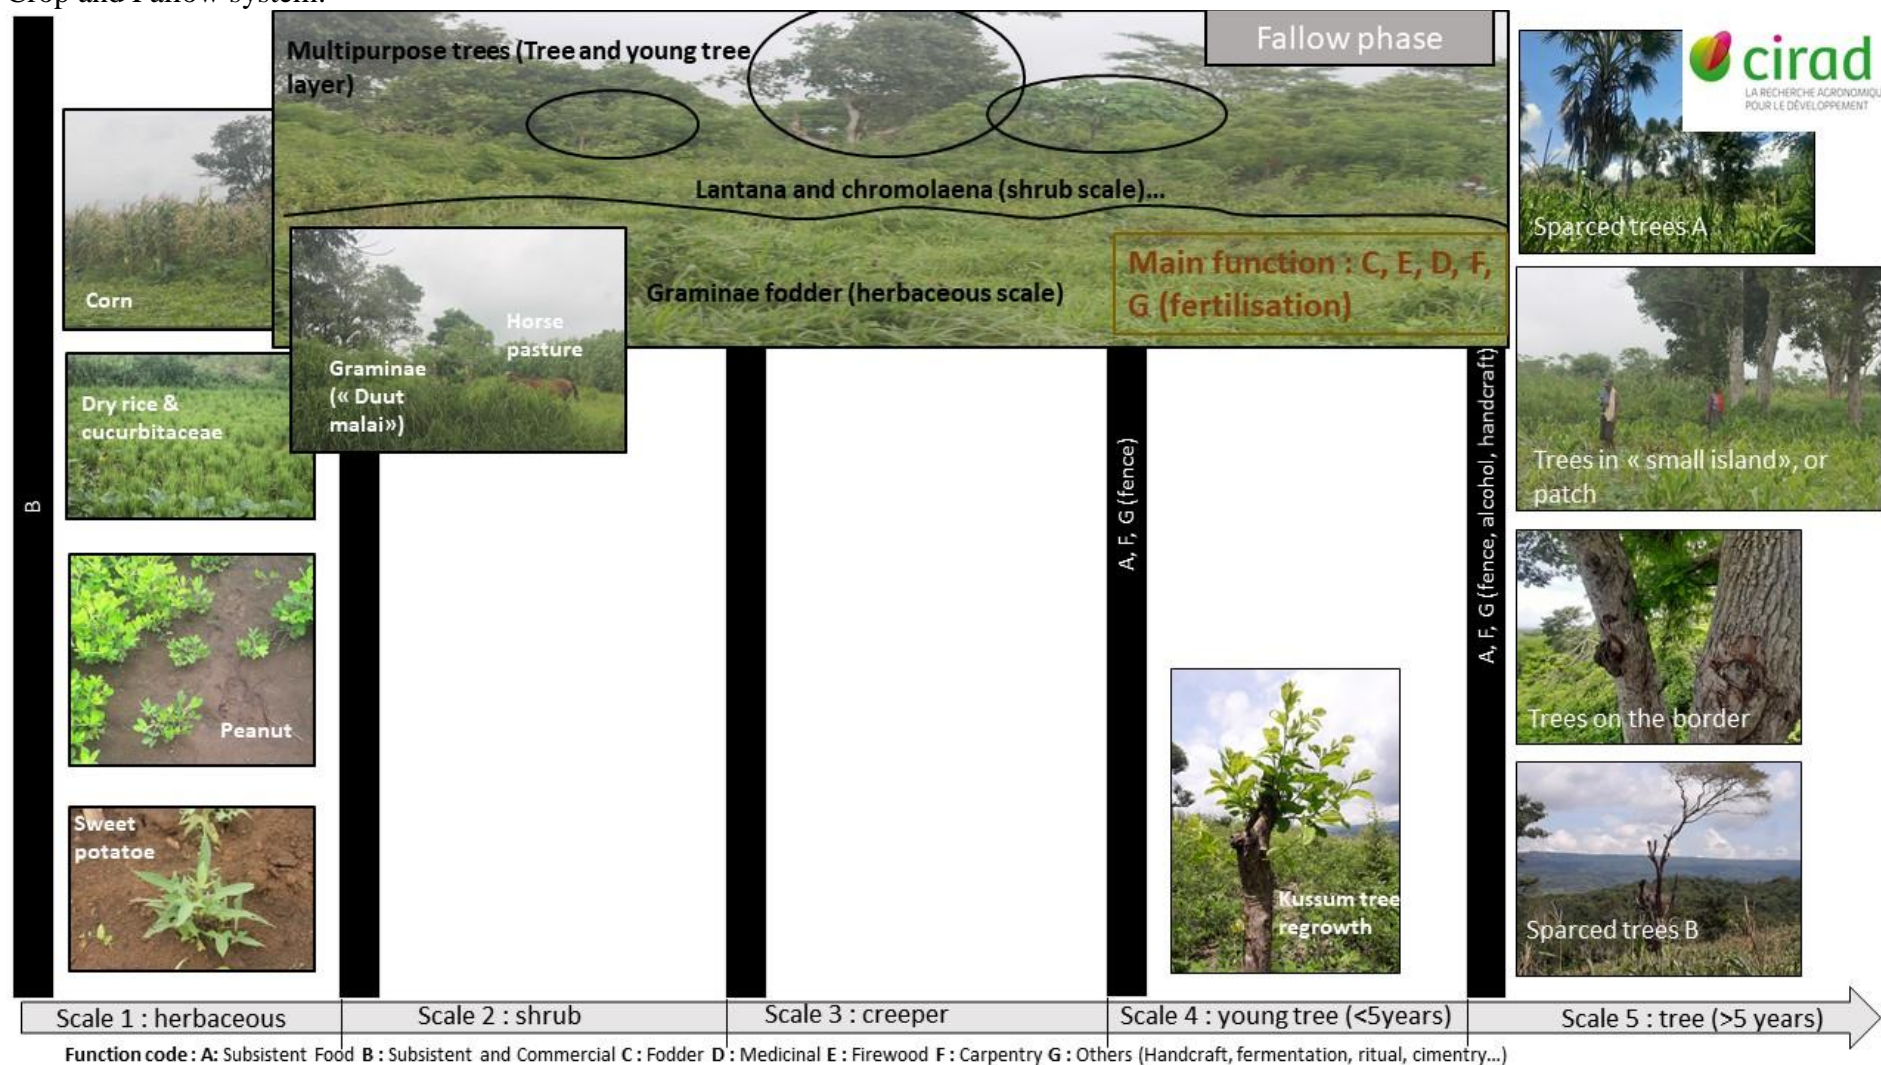 Crop and Fallow system.
Multipurpose trees (Tree and young tree
layer)
Fallow phase
cirad
LA RECHERCHE AGRONOMIQUE
POUR LE DÉVELOPPEMENT
Lantana and chromolaena (shrub scale)...
Graminae fodder (herbaceous scale)
Main function : C, E, D, F,
G (fertilisation)
Corn
Horse
pasture
Graminae
(« Duut
malai»)
Dry rice &
cucurbitaceae
Peanut
Sweet
potatoe
B
A, F, G (fence)
A, F, G (fence, alcohol, handcraft)
Kussum tree
regrowth
Sparced trees A
Trees in « small island», or
patch
Trees on the border
Sparced trees B
Scale 1 : herbaceous
Scale 2 : shrub
Scale 3 : creeper
Scale 4 : young tree (<5years)
Scale 5 : tree (>5 years)
Function code : A: Subsistent Food B : Subsistent and Commercial C : Fodder D : Medicinal E : Firewood F : Carpentry G : Others (Handcraft, fermentation, ritual, cimentry...)